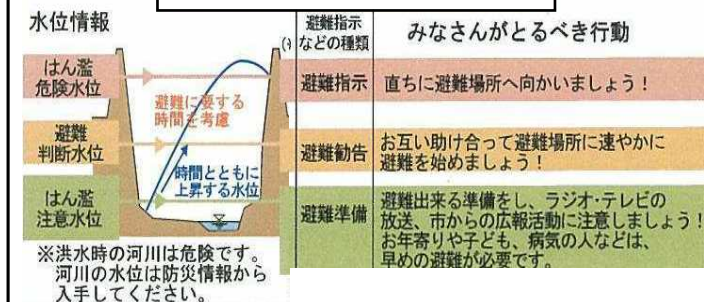 水位情報
避難指示
などの種類
みなさんがとるべき行動
はん濫
危険水位
避難に要する
時間を考慮
避難指示
直ちに避難場所へ向かいましょう！
避難
判断水位
避難勧告
お互い助け合って避難場所に速やかに
避難を始めましょう！
時間とともに
上昇する水位
はん濫
注意水位
避難準備
避難出来る準備をし、ラジオ・テレビの
放送、市からの広報活動に注意しましょう！
お年寄りや子ども、病気の人などは、
早めの避難が必要です。
※洪水時の河川は危険です。
河川の水位は防災情報から
入手してください。